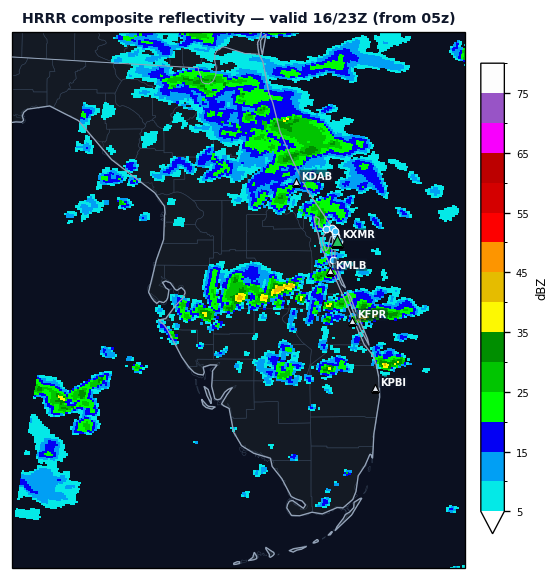 HRRR composite reflectivity — valid 16/23Z (from 05z)
KDAB
KXMR
KMLB
KFPR
KPBI
75
65
55
45
35
25
15
5
dBZ